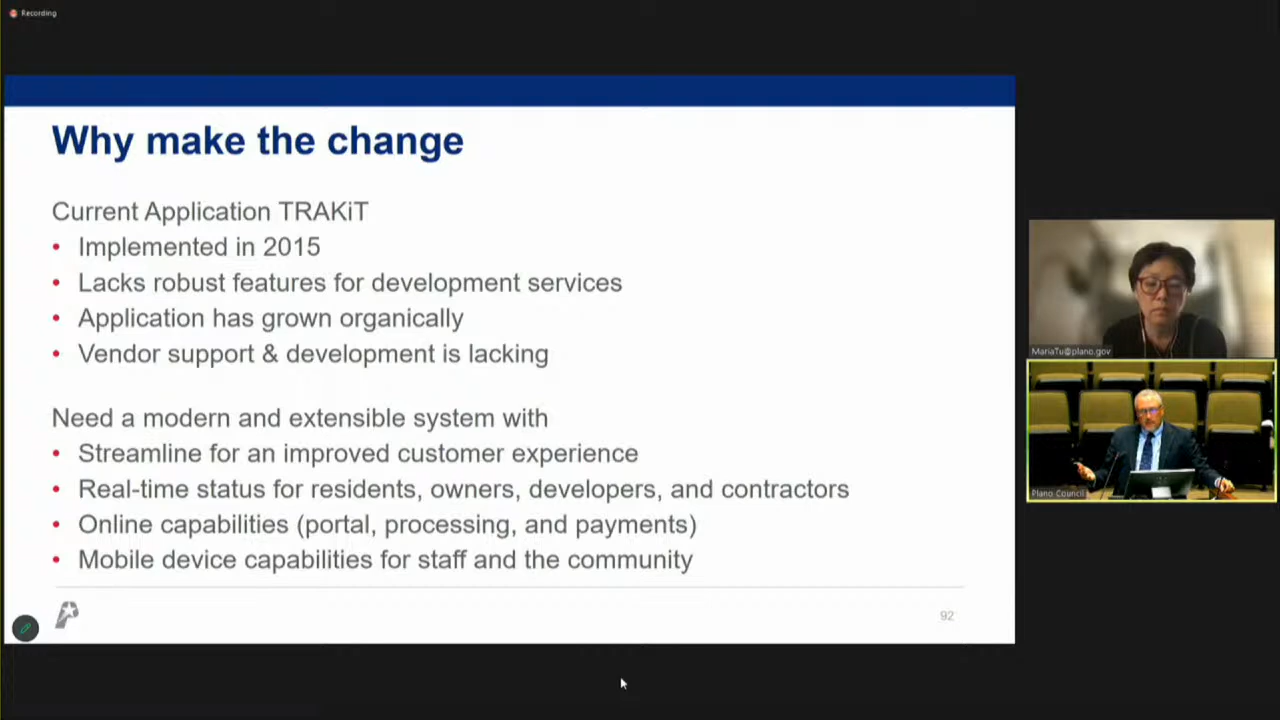 Recording
Why make the change
Current Application TRAKiT
• Implemented in 2015
• Lacks robust features for development services
• Application has grown organically
• Vendor support & development is lacking
Need a modern and extensible system with
• Streamline for an improved customer experience
• Real-time status for residents, owners, developers, and contractors
• Online capabilities (portal, processing, and payments)
• Mobile device capabilities for staff and the community
92
MariaTu@plano.gov
Plano Council